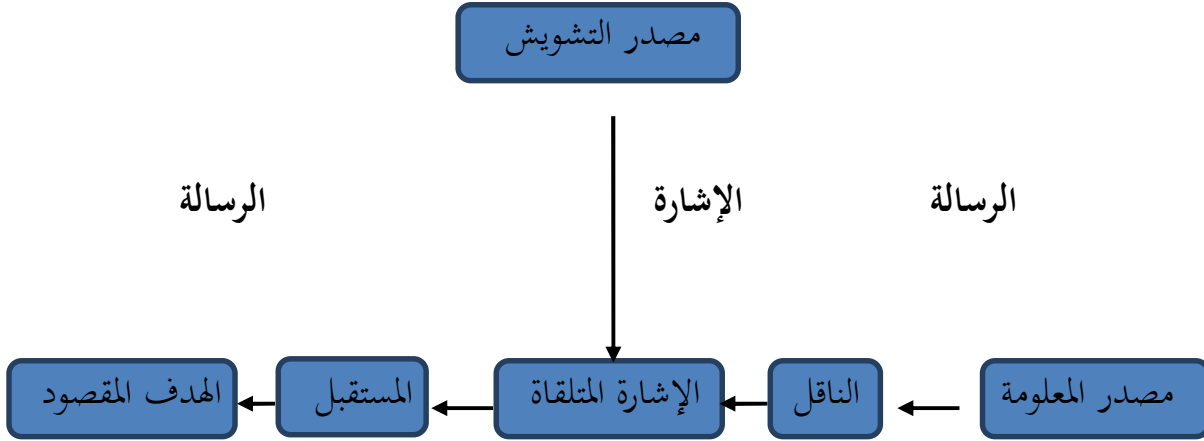 مصدر التشويش
الرسالة
الإشارة
الرسالة
مصدر المعلومة
الناقل
الإشارة المتلقاة
المستقبل
الهدف المقصود